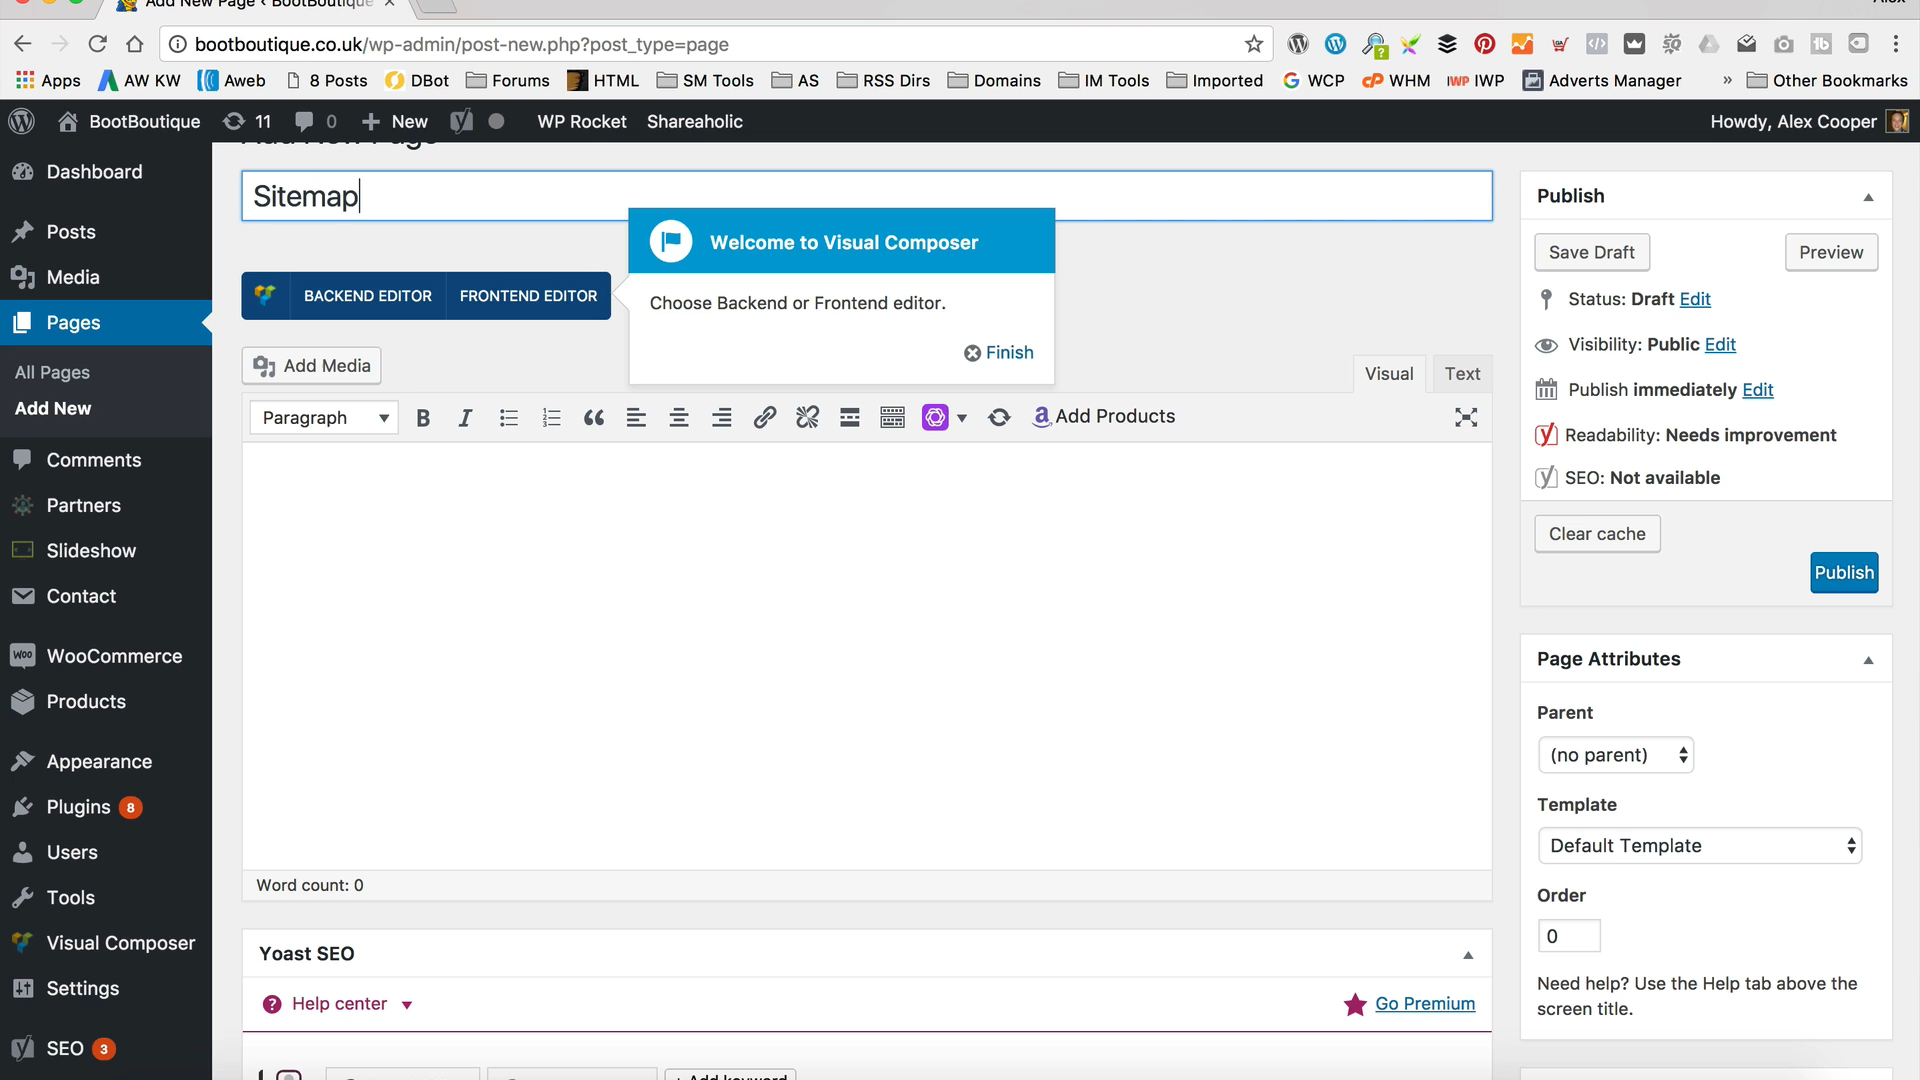 Add New Page < BootBoutique
Alex
bootboutique.co.uk/wp-admin/post-new.php?post_type=page
Apps AW KW Aweb 8 Posts DBot Forums HTML SM Tools AS RSS Dirs Domains IM Tools Imported WCP WHM IWP IWP Adverts Manager » Other Bookmarks
BootBoutique 11 0 New WP Rocket Shareaholic Howdy, Alex Cooper
Add New Page
Dashboard
Posts
Media
Pages
All Pages
Add New
Comments
Partners
Slideshow
Contact
WooCommerce
Products
Appearance
Plugins 8
Users
Tools
Visual Composer
Settings
SEO 3
Sitemap
Welcome to Visual Composer
Choose Backend or Frontend editor.
Finish
BACKEND EDITOR FRONTEND EDITOR
Add Media
Visual Text
Paragraph Add Products
Word count: 0
Yoast SEO
Help center Go Premium
Add keyword
Publish
Save Draft Preview
Status: Draft Edit
Visibility: Public Edit
Publish immediately Edit
Readability: Needs improvement
SEO: Not available
Clear cache
Publish
Page Attributes
Parent
(no parent)
Template
Default Template
Order
0
Need help? Use the Help tab above the
screen title.